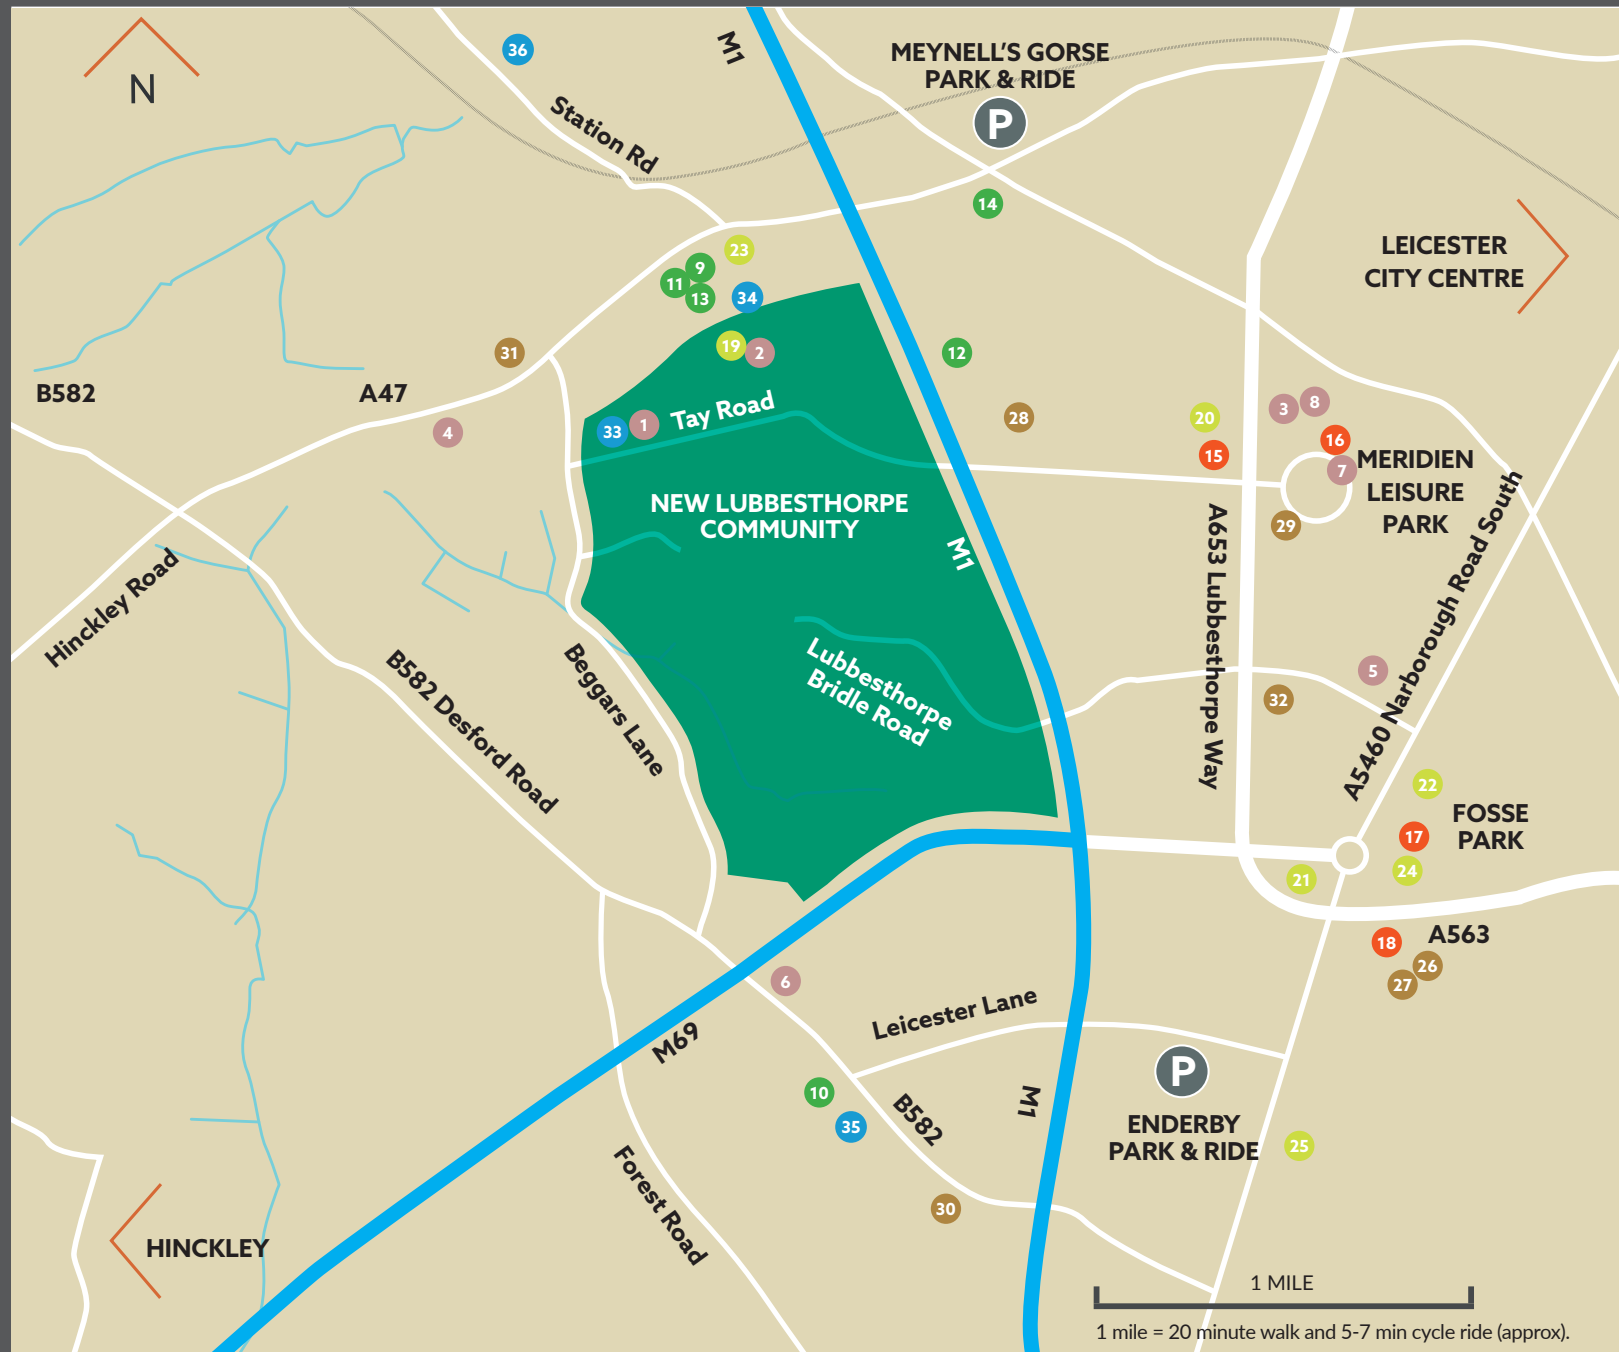 N
36
M1
MEYNELL'S GORSE
PARK & RIDE
P
Station Rd
14
LEICESTER
CITY CENTRE
23
9
11
13
34
19
2
31
12
B582
A47
4
33
1
Tay Road
28
20
15
3
8
16
7
MERIDIEN
LEISURE
PARK
29
NEW LUBBESTHORPE
COMMUNITY
M1
A653 Lubbesthorpe Way
A5460 Narborough Road South
Hinckley Road
B582 Desford Road
Beggars Lane
Lubbesthorpe
Bridle Road
5
32
22
FOSSE
PARK
17
24
21
18
A563
26
27
6
Leicester Lane
M69
10
35
B582
M1
P
ENDERBY
PARK & RIDE
25
Forest Road
30
HINCKLEY
1 MILE
1 mile = 20 minute walk and 5-7 min cycle ride (approx).